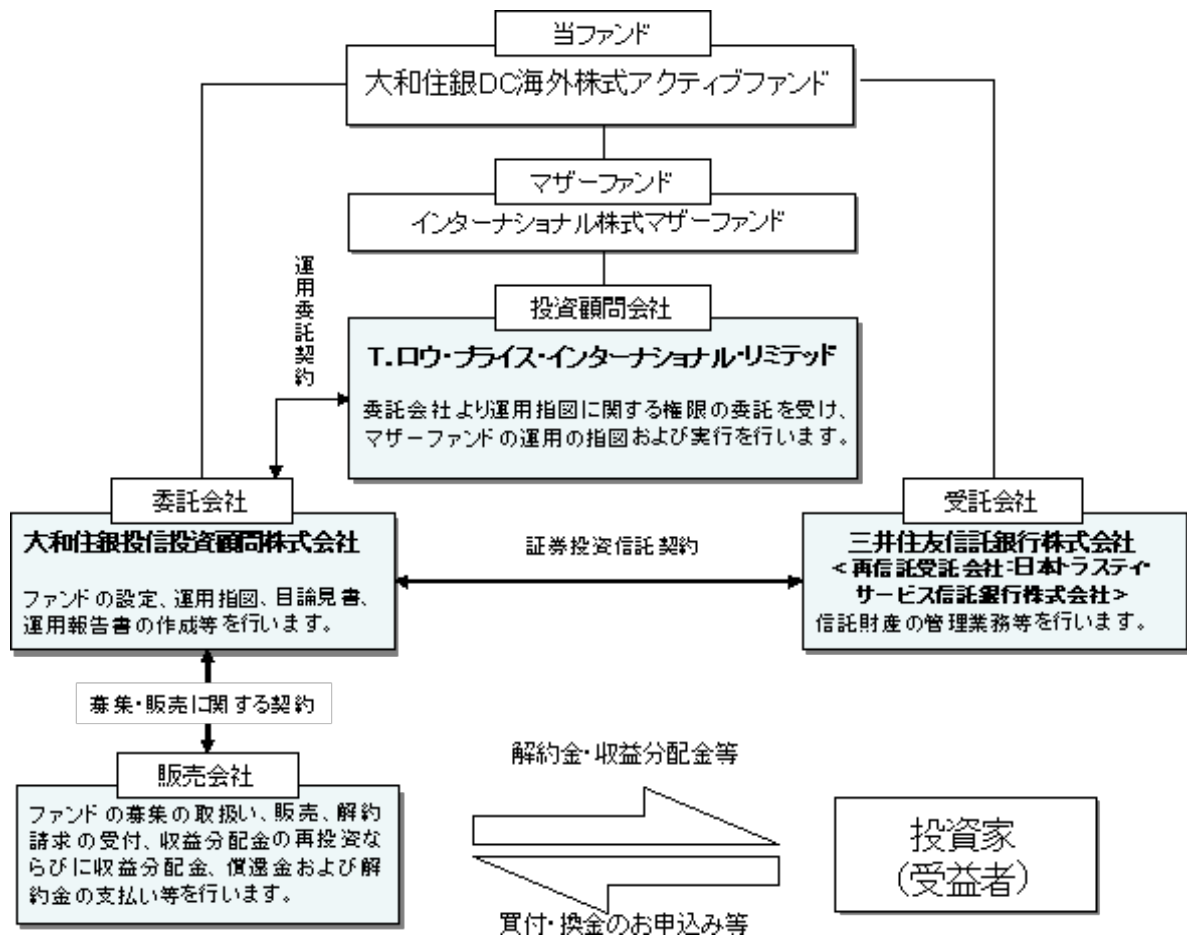 当ファンド
大和住銀DC海外株式アクティブファンド
マザーファンド
インターナショナル株式マザーファンド
運用委託契約
投資顧問会社
T.ロウ・プライス・インターナショナル・リミテッド
委託会社より運用指図に関する権限の委託を受け、
マザーファンドの運用の指図および実行を行います。
委託会社
大和住銀投信投資顧問株式会社
ファンドの設定、運用指図、目論見書、
運用報告書の作成等を行います。
証券投資信託契約
受託会社
三井住友信託銀行株式会社
<再信託受託会社:日本トラスティ・
サービス信託銀行株式会社>
信託財産の管理業務等を行います。
募集・販売に関する契約
販売会社
ファンドの募集の取扱い、販売、解約
請求の受付、収益分配金の再投資な
らびに収益分配金、償還金および解
約金の支払い等を行います。
解約金・収益分配金等
買付・換金のお申込み等
投資家
(受益者)